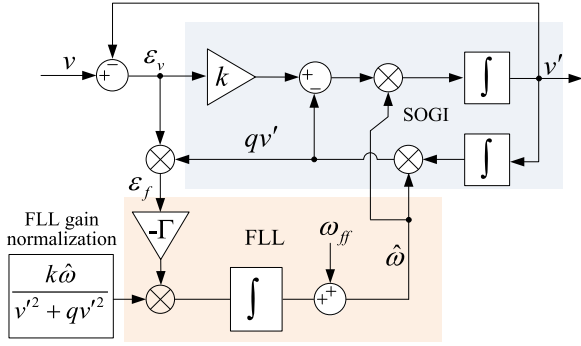 v
−
ε_v
k
−
SOGI
∫
v′
qv′
∫
ε_f
FLL gain
normalization
-Γ
FLL
ω_ff
ω̂
kω̂
v′² + qv′²
∫
+
+